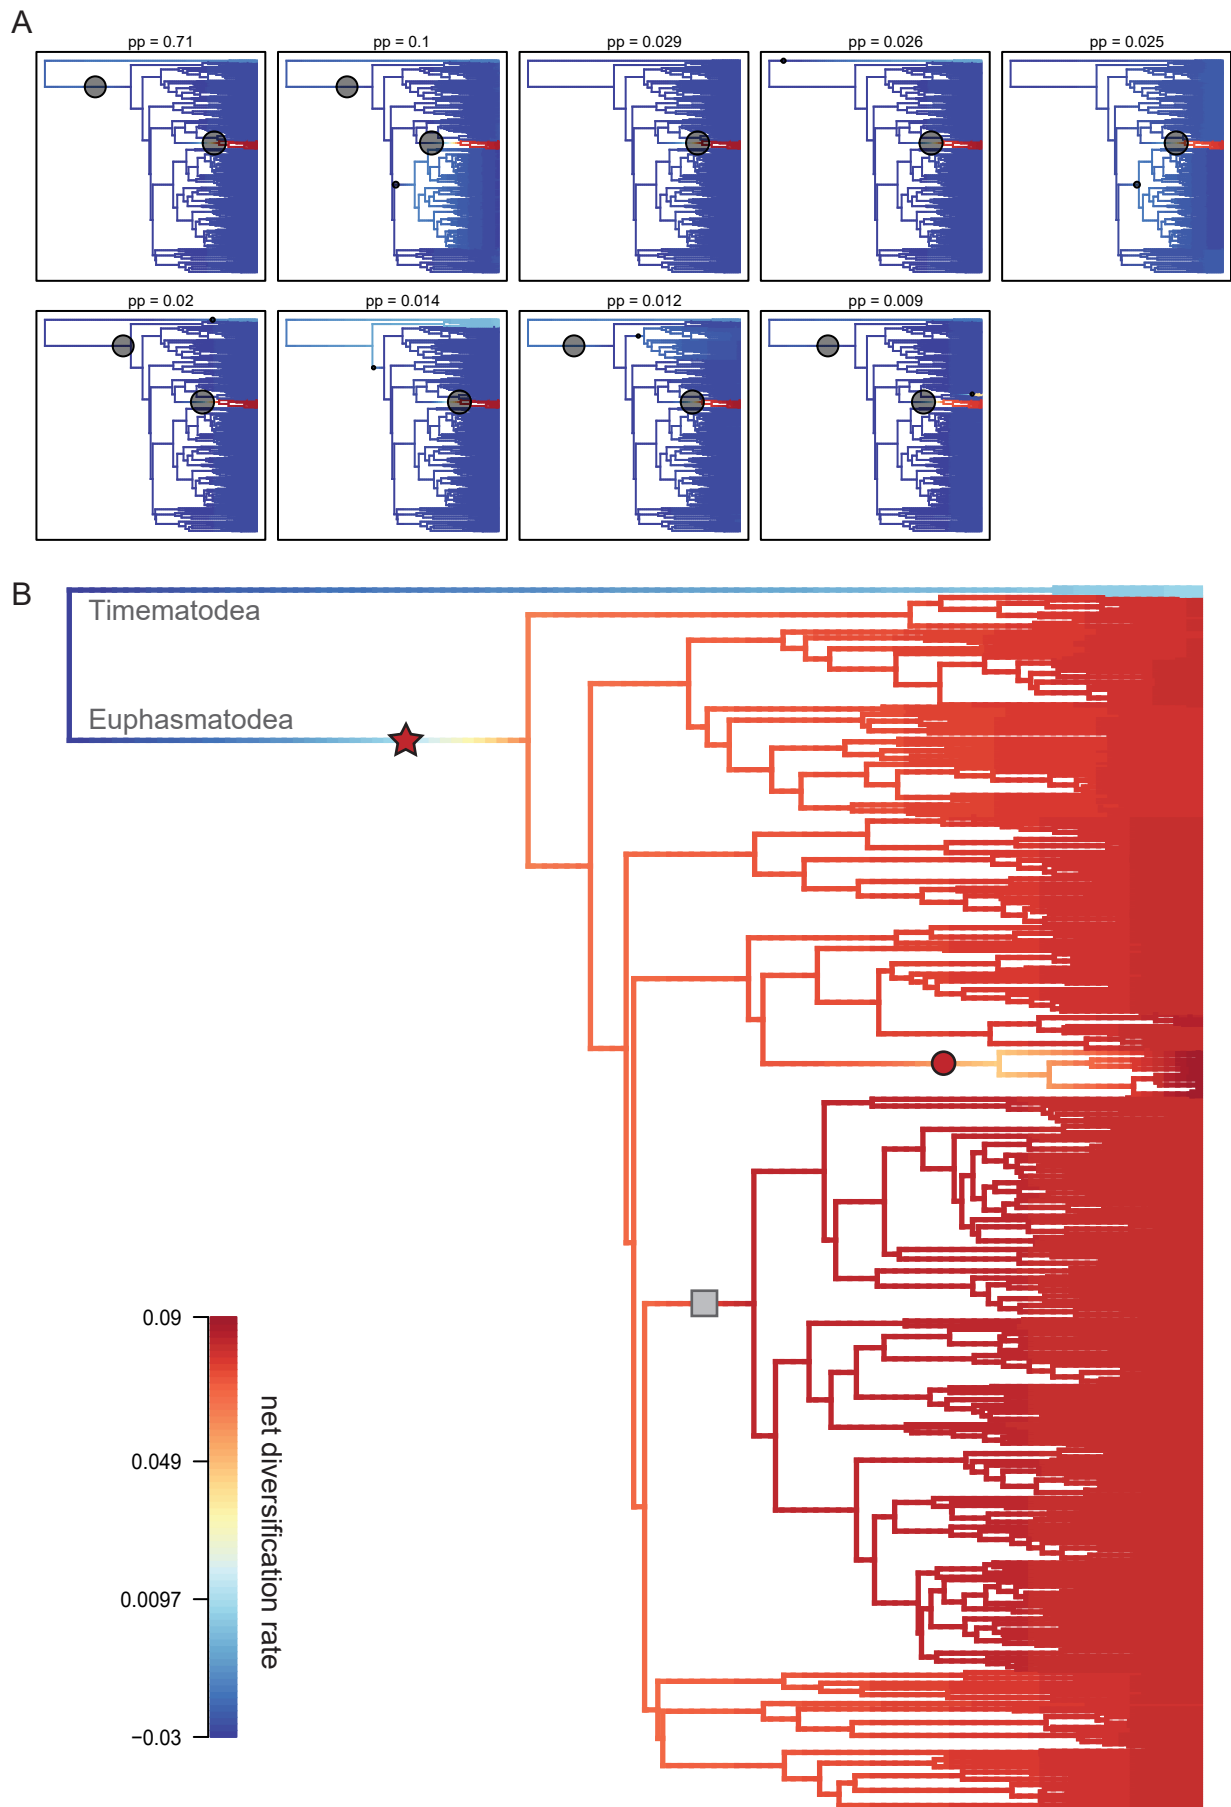 A
pp = 0.71
pp = 0.1
pp = 0.029
pp = 0.026
pp = 0.025
pp = 0.02
pp = 0.014
pp = 0.012
pp = 0.009
B
Timematodea
Euphasmatodea
0.09
0.049
0.0097
−0.03
net diversification rate